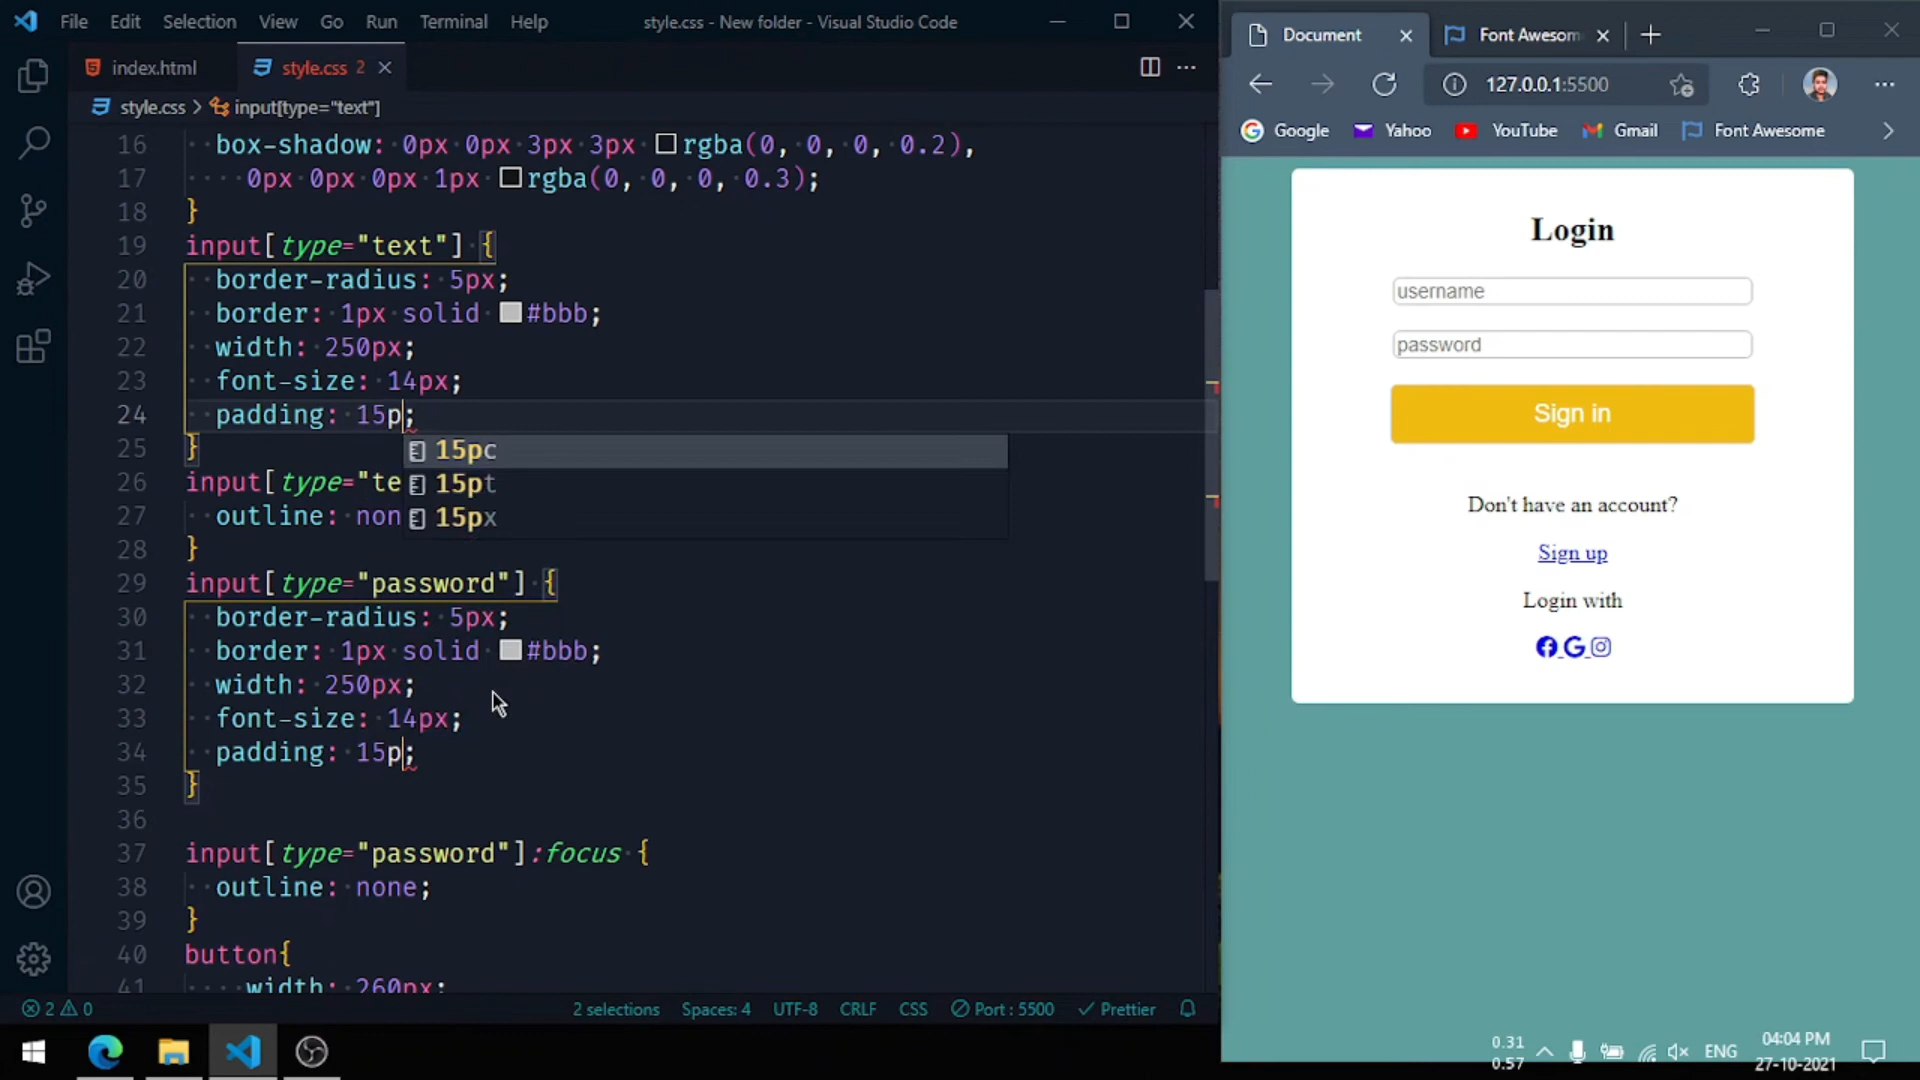 File Edit Selection View Go Run Terminal Help
style.css - New folder - Visual Studio Code
index.html
style.css 2
style.css > input[type="text"]
16 box-shadow: 0px 0px 3px 3px rgba(0, 0, 0, 0.2),
17 0px 0px 0px 1px rgba(0, 0, 0, 0.3);
18 }
19 input[type="text"] {
20 border-radius: 5px;
21 border: 1px solid #bbb;
22 width: 250px;
23 font-size: 14px;
24 padding: 15p;
25 }
15pc
26 input[type="te
15pt
27 outline: non
15px
28 }
29 input[type="password"] {
30 border-radius: 5px;
31 border: 1px solid #bbb;
32 width: 250px;
33 font-size: 14px;
34 padding: 15p;
35 }
36
37 input[type="password"]:focus {
38 outline: none;
39 }
40 button{
41 width: 260px;
2 0
2 selections Spaces: 4 UTF-8 CRLF CSS Port : 5500 Prettier
Document
Font Awesom
127.0.0.1:5500
Google Yahoo YouTube Gmail Font Awesome
Login
username
password
Sign in
Don't have an account?
Sign up
Login with
0.31
0.57
ENG
04:04 PM
27-10-2021